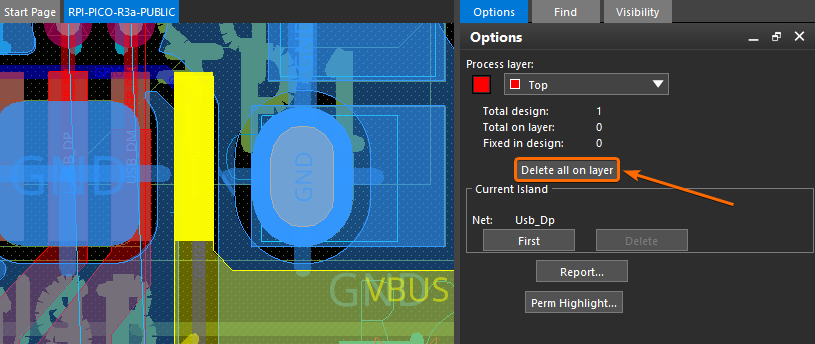 Start Page RPI-PICO-R3a-PUBLIC
Options Find Visibility
Options
Process layer:
Top
Total design: 1
Total on layer: 0
Fixed in design: 0
Delete all on layer
Current Island
Net: Usb_Dp
First Delete
Report...
Perm Highlight...
USB_DP
USB_DM
GND
GND
GND
VBUS